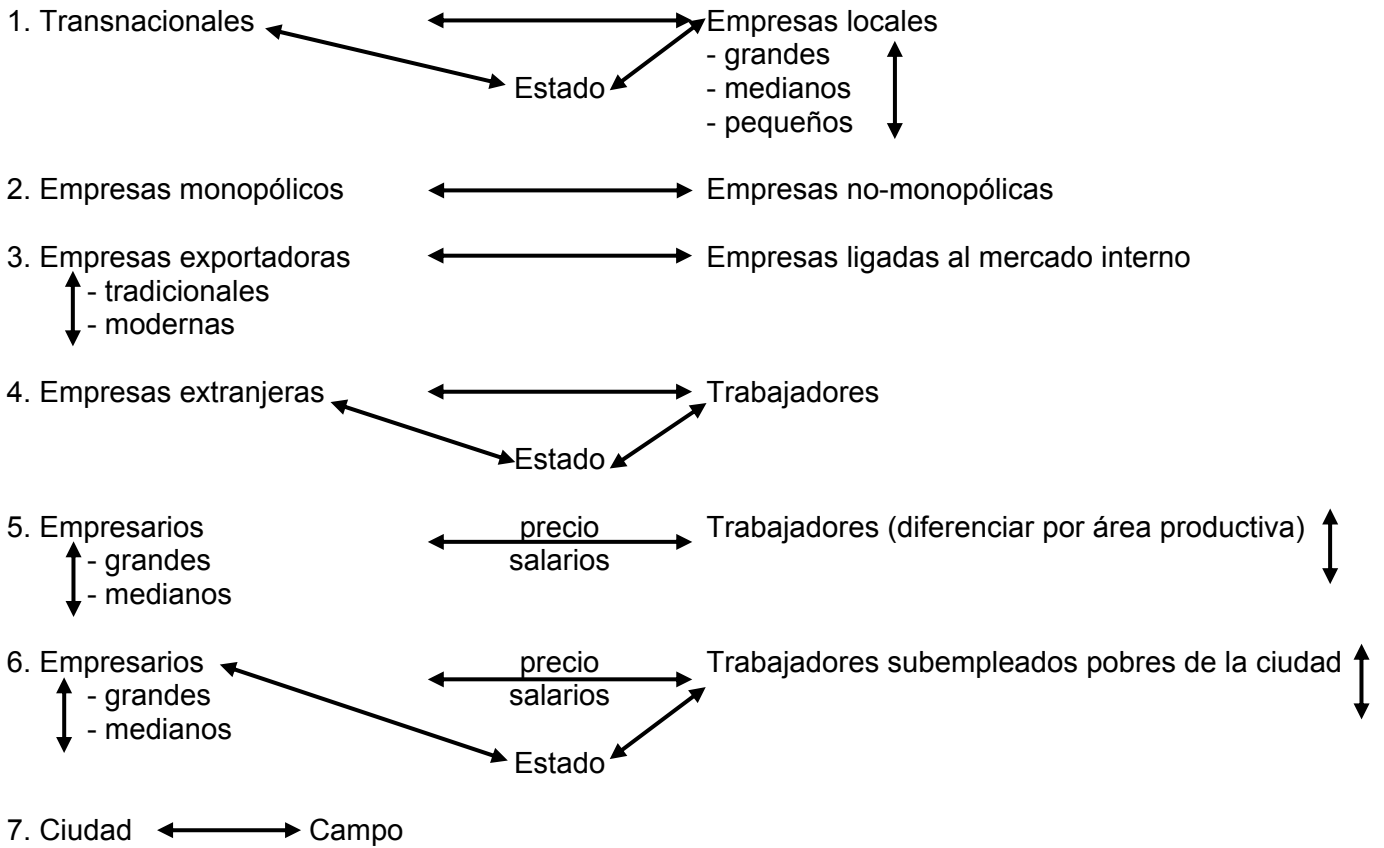 1. Transnacionales Empresas locales
- grandes
Estado - medianos
- pequeños
2. Empresas monopólicos Empresas no-monopólicas
3. Empresas exportadoras Empresas ligadas al mercado interno
- tradicionales
- modernas
4. Empresas extranjeras Trabajadores
Estado
5. Empresarios precio Trabajadores (diferenciar por área productiva)
- grandes salarios
- medianos
6. Empresarios precio Trabajadores subempleados pobres de la ciudad
- grandes salarios
- medianos
Estado
7. Ciudad Campo